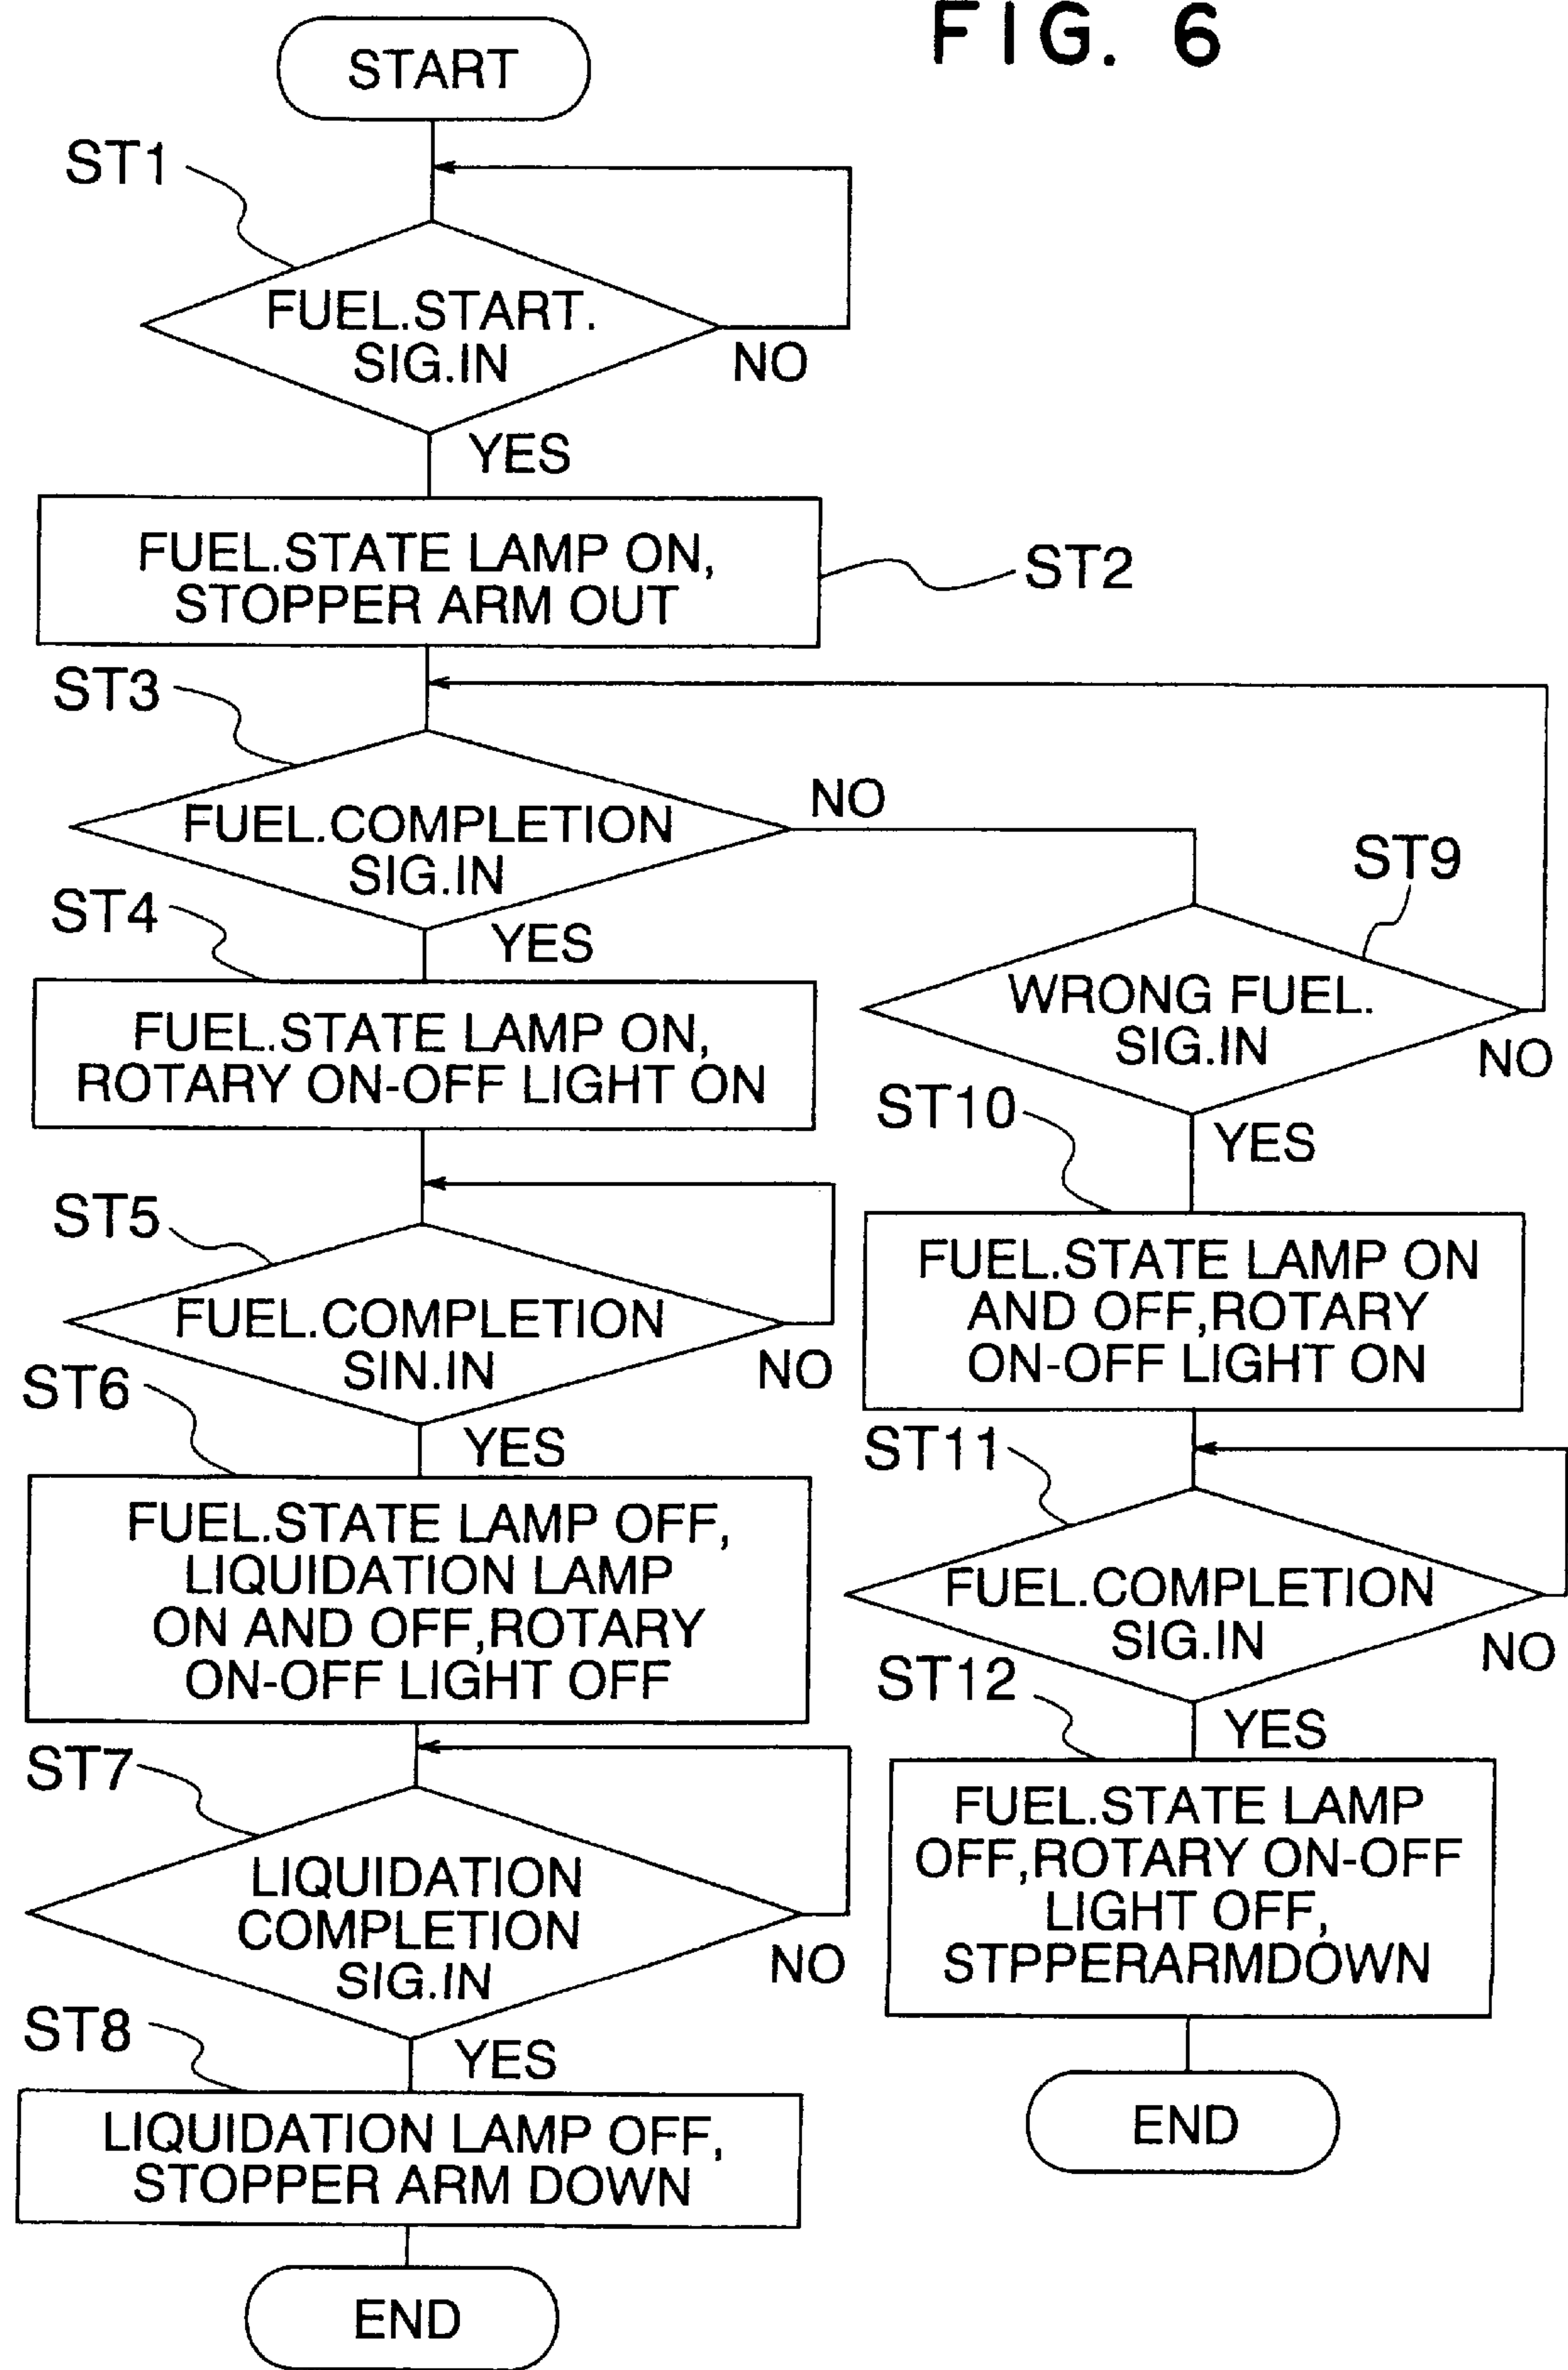 FIG. 6
START
ST1
FUEL.START.
SIG.IN
NO
YES
FUEL.STATE LAMP ON,
STOPPER ARM OUT
ST2
ST3
FUEL.COMPLETION
SIG.IN
NO
YES
ST4
FUEL.STATE LAMP ON,
ROTARY ON-OFF LIGHT ON
ST5
FUEL.COMPLETION
SIN.IN
NO
YES
ST6
FUEL.STATE LAMP OFF,
LIQUIDATION LAMP
ON AND OFF,ROTARY
ON-OFF LIGHT OFF
ST7
LIQUIDATION
COMPLETION
SIG.IN
NO
YES
ST8
LIQUIDATION LAMP OFF,
STOPPER ARM DOWN
END
ST9
WRONG FUEL.
SIG.IN
NO
YES
ST10
FUEL.STATE LAMP ON
AND OFF,ROTARY
ON-OFF LIGHT ON
ST11
FUEL.COMPLETION
SIG.IN
NO
YES
ST12
FUEL.STATE LAMP
OFF,ROTARY ON-OFF
LIGHT OFF,
STPPERARMDOWN
END